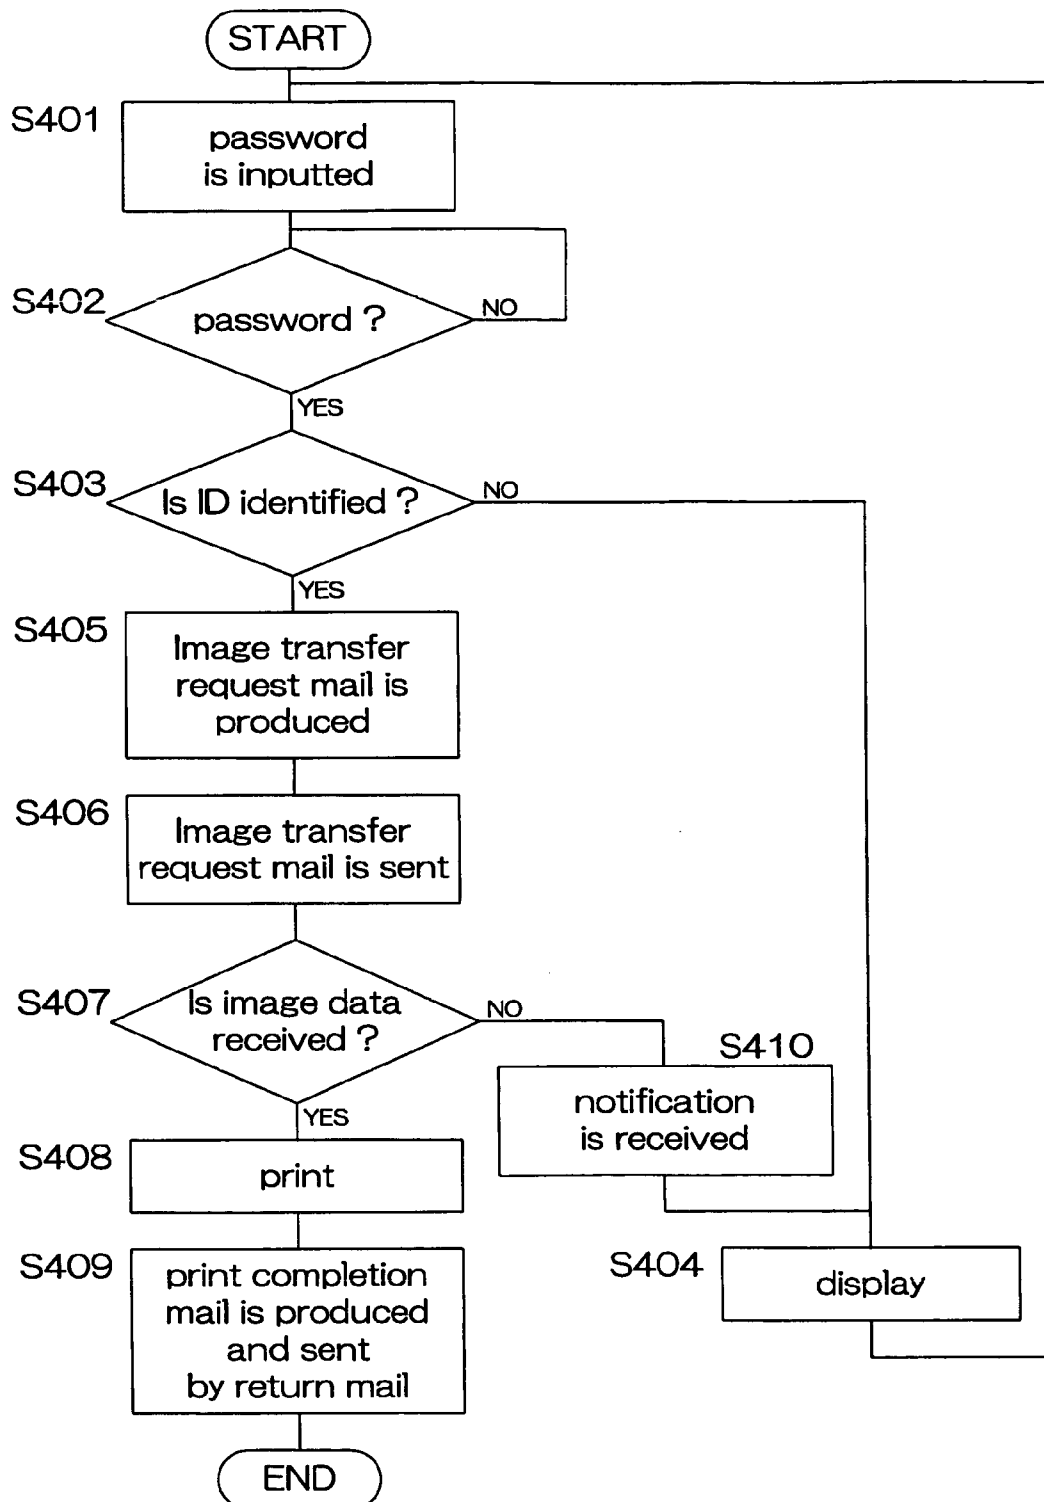 START
S401
password
is inputted
S402
password ?
NO
YES
S403
Is ID identified ?
NO
YES
S405
Image transfer
request mail is
produced
S406
Image transfer
request mail is sent
S407
Is image data
received ?
NO
YES
S410
notification
is received
S408
print
S409
print completion
mail is produced
and sent
by return mail
S404
display
END